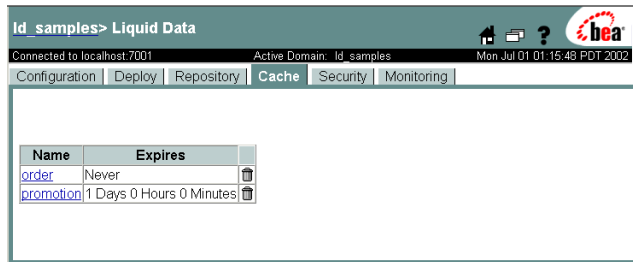 ld_samples> Liquid Data
? bea
Connected to localhost:7001 Active Domain: ld_samples Mon Jul 01 01:15:48 PDT 2002
Configuration Deploy Repository Cache Security Monitoring
Name Expires
order Never
promotion 1 Days 0 Hours 0 Minutes